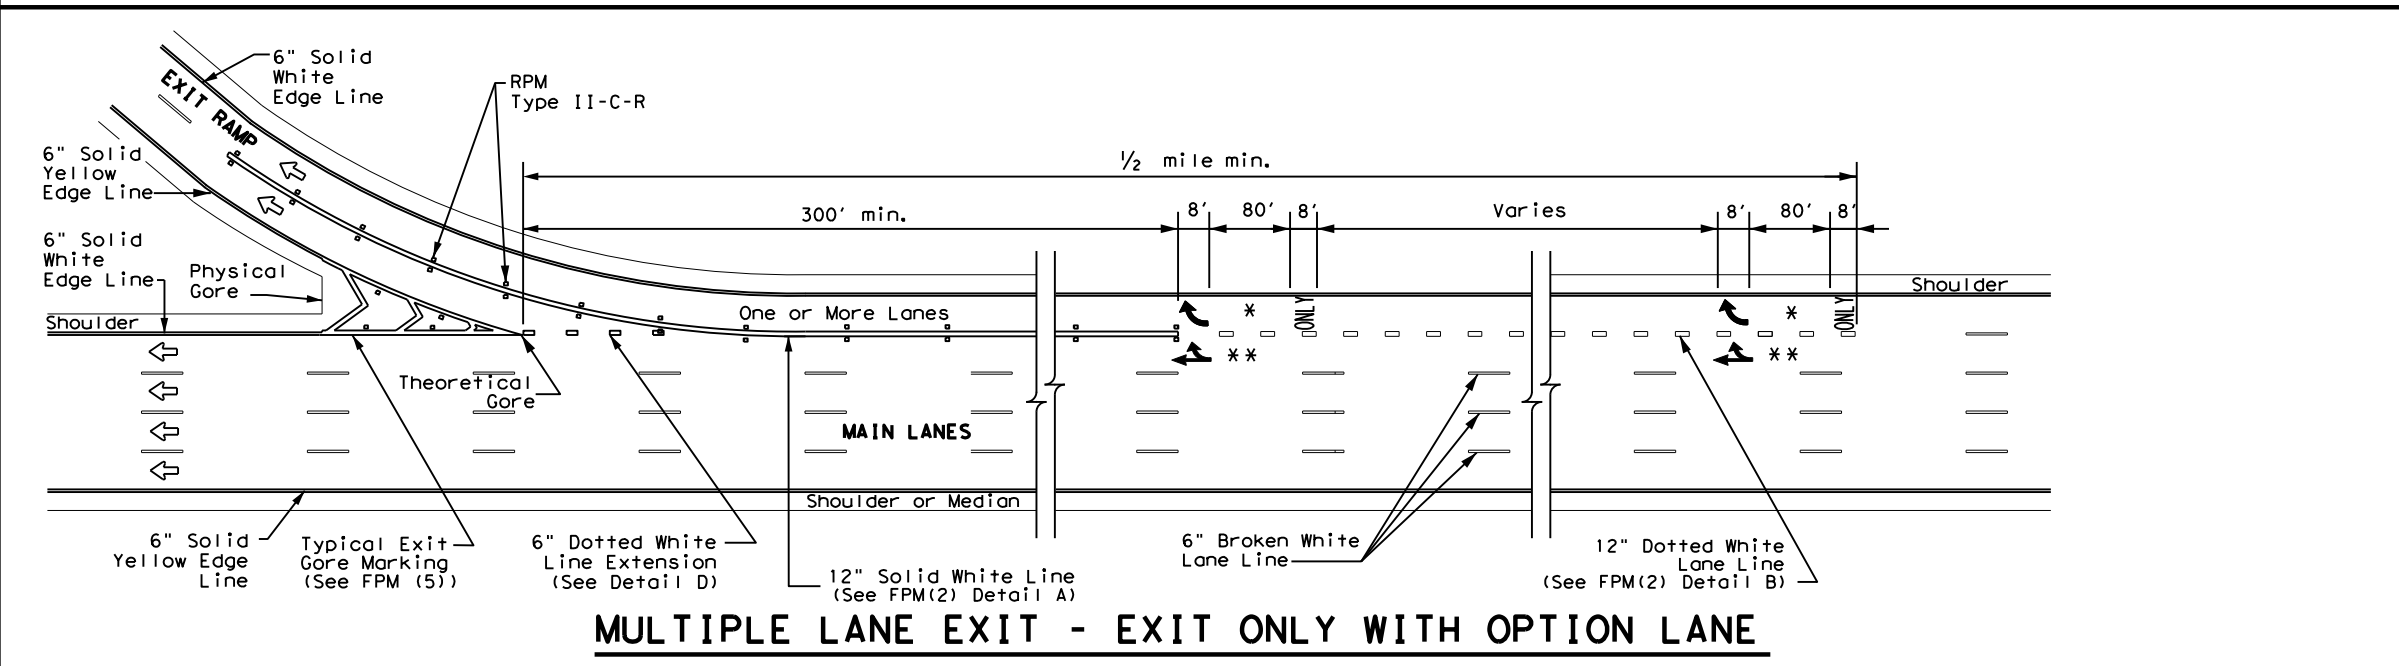 6" Solid
White
Edge Line
RPM
Type II-C-R
EXIT RAMP
6" Solid
Yellow
Edge Line
1/2 mile min.
300' min.
8'
80'
8'
Varies
8'
80'
8'
6" Solid
White
Edge Line
Physical
Gore
Shoulder
Shoulder
One or More Lanes
*
ONLY
*
ONLY
**
**
Theoretical
Gore
MAIN LANES
Shoulder or Median
6" Solid
Yellow Edge
Line
Typical Exit
Gore Marking
(See FPM (5))
6" Dotted White
Line Extension
(See Detail D)
12" Solid White Line
(See FPM(2) Detail A)
6" Broken White
Lane Line
12" Dotted White
Lane Line
(See FPM(2) Detail B)
MULTIPLE LANE EXIT - EXIT ONLY WITH OPTION LANE